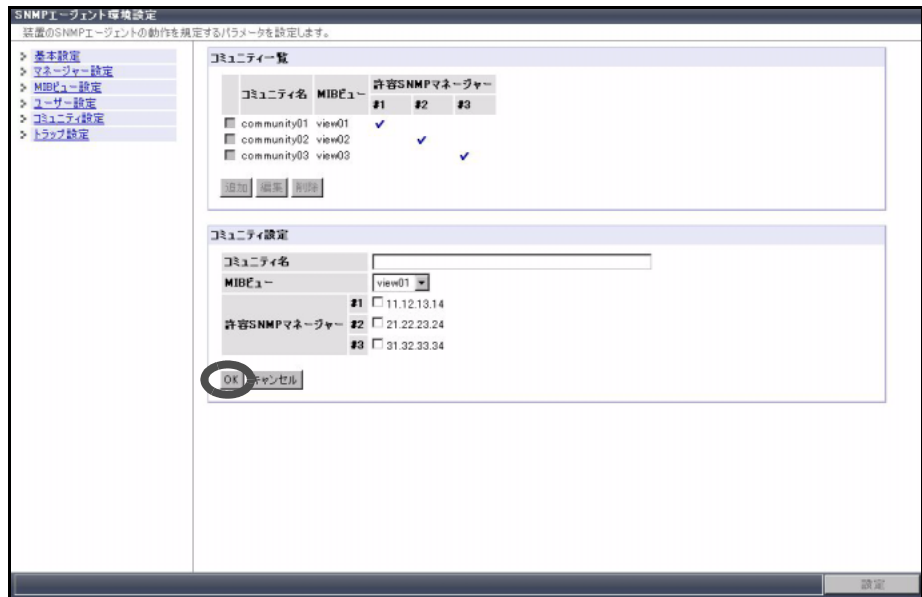 SNMPエージェント環境設定
装置のSNMPエージェントの動作を規定するパラメータを設定します。
基本設定
マネージャー設定
MIBビュー設定
ユーザー設定
コミュニティ設定
トラップ設定
コミュニティ一覧
コミュニティ名 MIBビュー 許容SNMPマネージャー
#1 #2 #3
community01 view01
community02 view02
community03 view03
追加 編集 削除
コミュニティ設定
コミュニティ名
MIBビュー view01
許容SNMPマネージャー
#1 11.12.13.14
#2 21.22.23.24
#3 31.32.33.34
OK キャンセル
設定